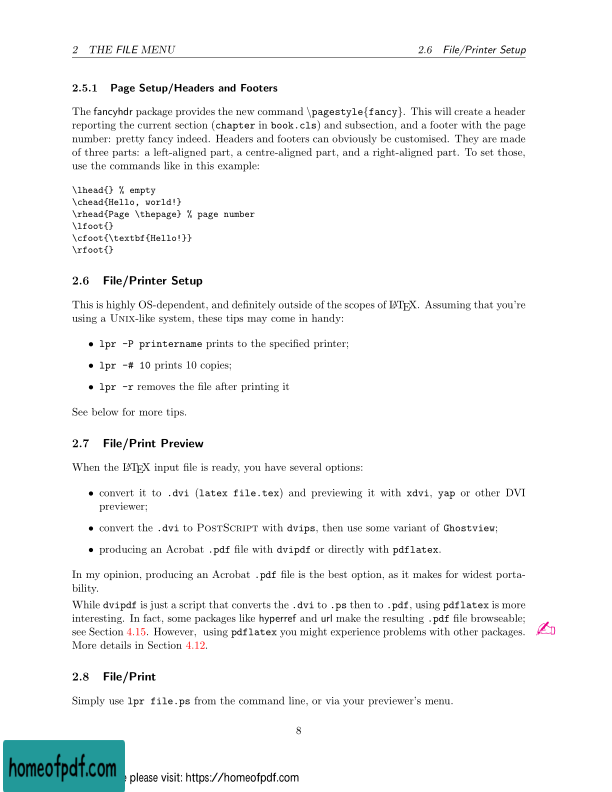 2 THE FILE MENU 2.6 File/Printer Setup
2.5.1 Page Setup/Headers and Footers
The fancyhdr package provides the new command \pagestyle{fancy}. This will create a header
reporting the current section (chapter in book.cls) and subsection, and a footer with the page
number: pretty fancy indeed. Headers and footers can obviously be customised. They are made
of three parts: a left-aligned part, a centre-aligned part, and a right-aligned part. To set those,
use the commands like in this example:
\lhead{} % empty
\chead{Hello, world!}
\rhead{Page \thepage} % page number
\lfoot{}
\cfoot{\textbf{Hello!}}
\rfoot{}
2.6 File/Printer Setup
This is highly OS-dependent, and definitely outside of the scopes of LATEX. Assuming that you're
using a UNIX-like system, these tips may come in handy:
• lpr -P printername prints to the specified printer;
• lpr -# 10 prints 10 copies;
• lpr -r removes the file after printing it
See below for more tips.
2.7 File/Print Preview
When the LATEX input file is ready, you have several options:
• convert it to .dvi (latex file.tex) and previewing it with xdvi, yap or other DVI
previewer;
• convert the .dvi to POSTSCRIPT with dvips, then use some variant of Ghostview;
• producing an Acrobat .pdf file with dvipdf or directly with pdflatex.
In my opinion, producing an Acrobat .pdf file is the best option, as it makes for widest porta-
bility.
While dvipdf is just a script that converts the .dvi to .ps then to .pdf, using pdflatex is more
interesting. In fact, some packages like hyperref and url make the resulting .pdf file browseable;
see Section 4.15. However, using pdflatex you might experience problems with other packages.
More details in Section 4.12.
2.8 File/Print
Simply use lpr file.ps from the command line, or via your previewer's menu.
8
homeofpdf.com
please visit: https://homeofpdf.com